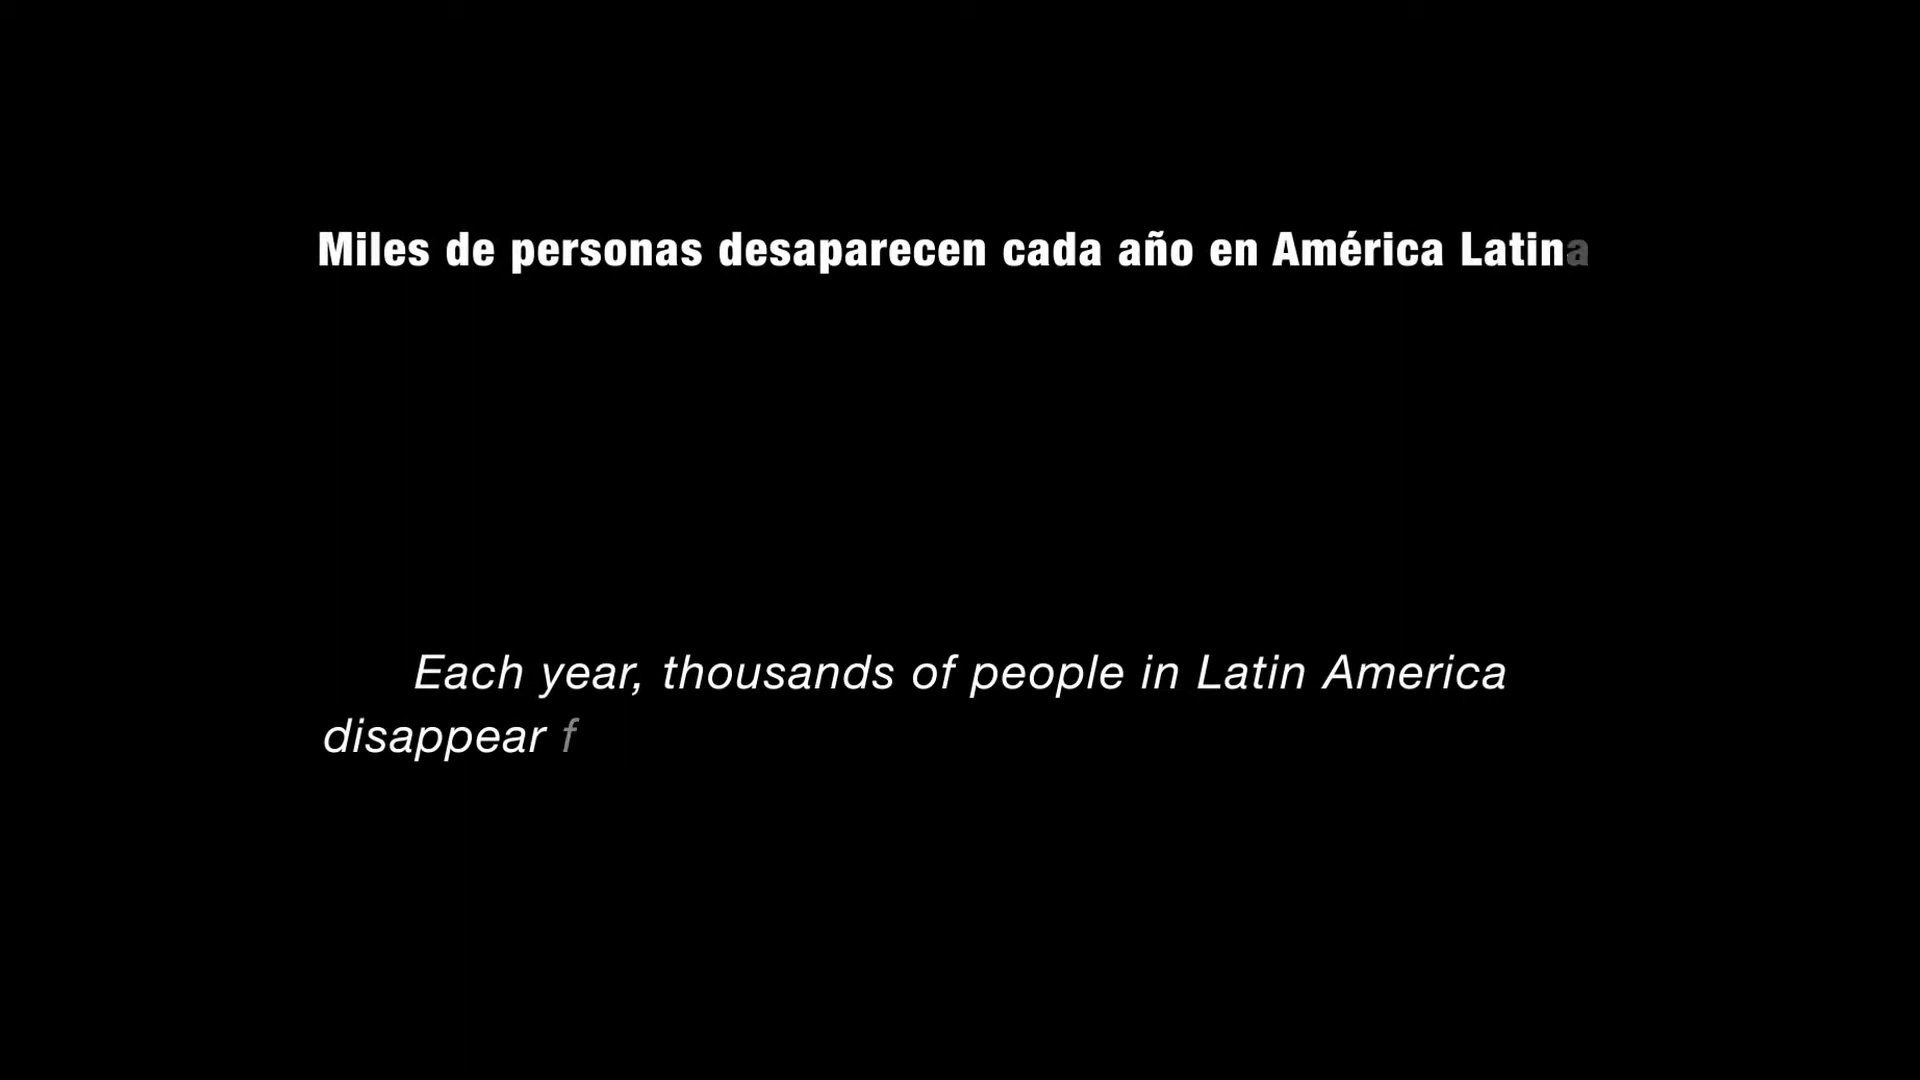 Miles de personas desaparecen cada año en América Latina
Each year, thousands of people in Latin America
disappear f